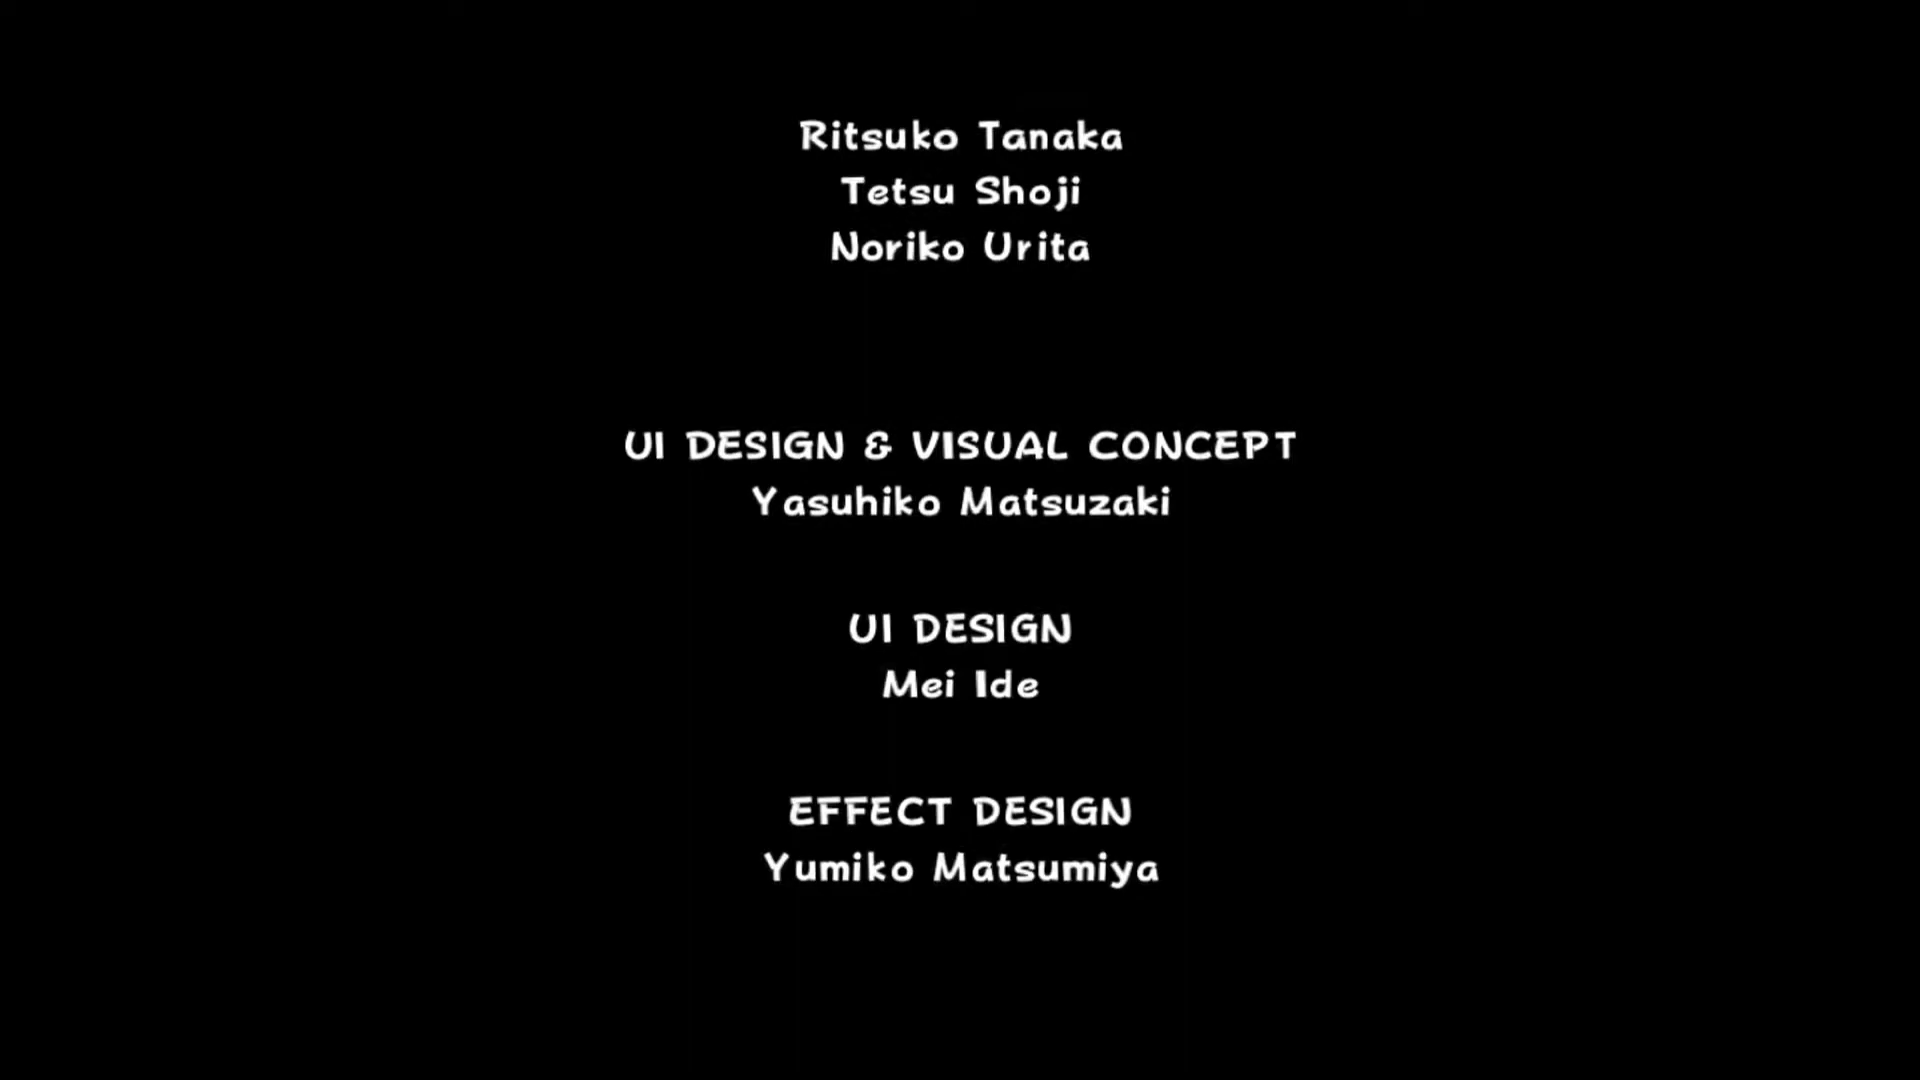 Ritsuko Tanaka
Tetsu Shoji
Noriko Urita
UI DESIGN & VISUAL CONCEPT
Yasuhiko Matsuzaki
UI DESIGN
Mei Ide
EFFECT DESIGN
Yumiko Matsumiya